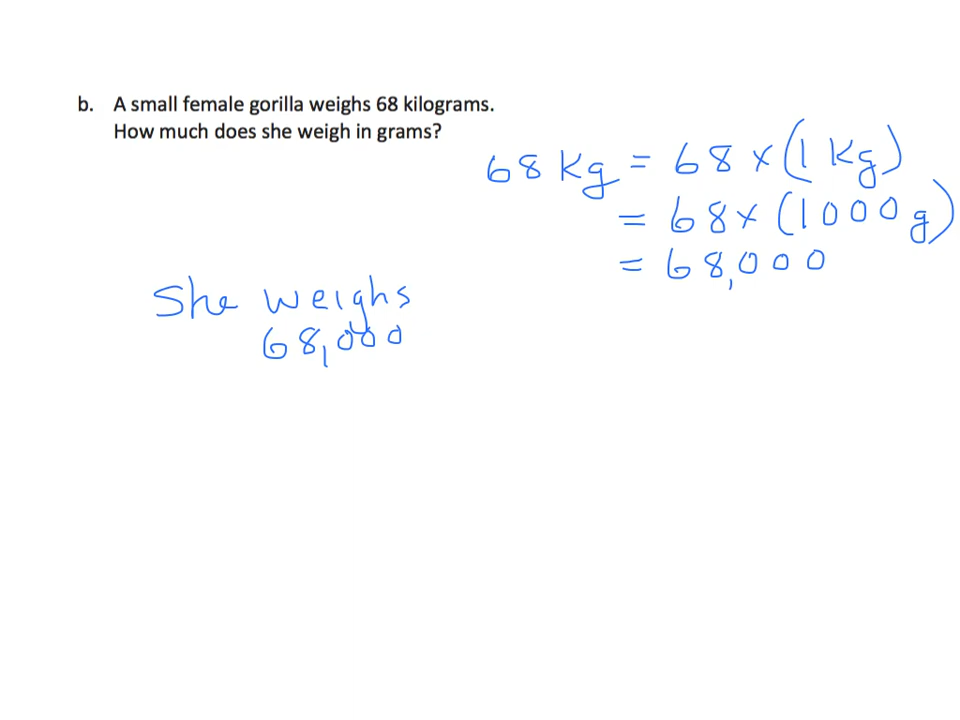 b. A small female gorilla weighs 68 kilograms.
How much does she weigh in grams?
68 Kg = 68 x (1 Kg)
= 68 x (1000 g)
= 68,000
She weighs
68,000